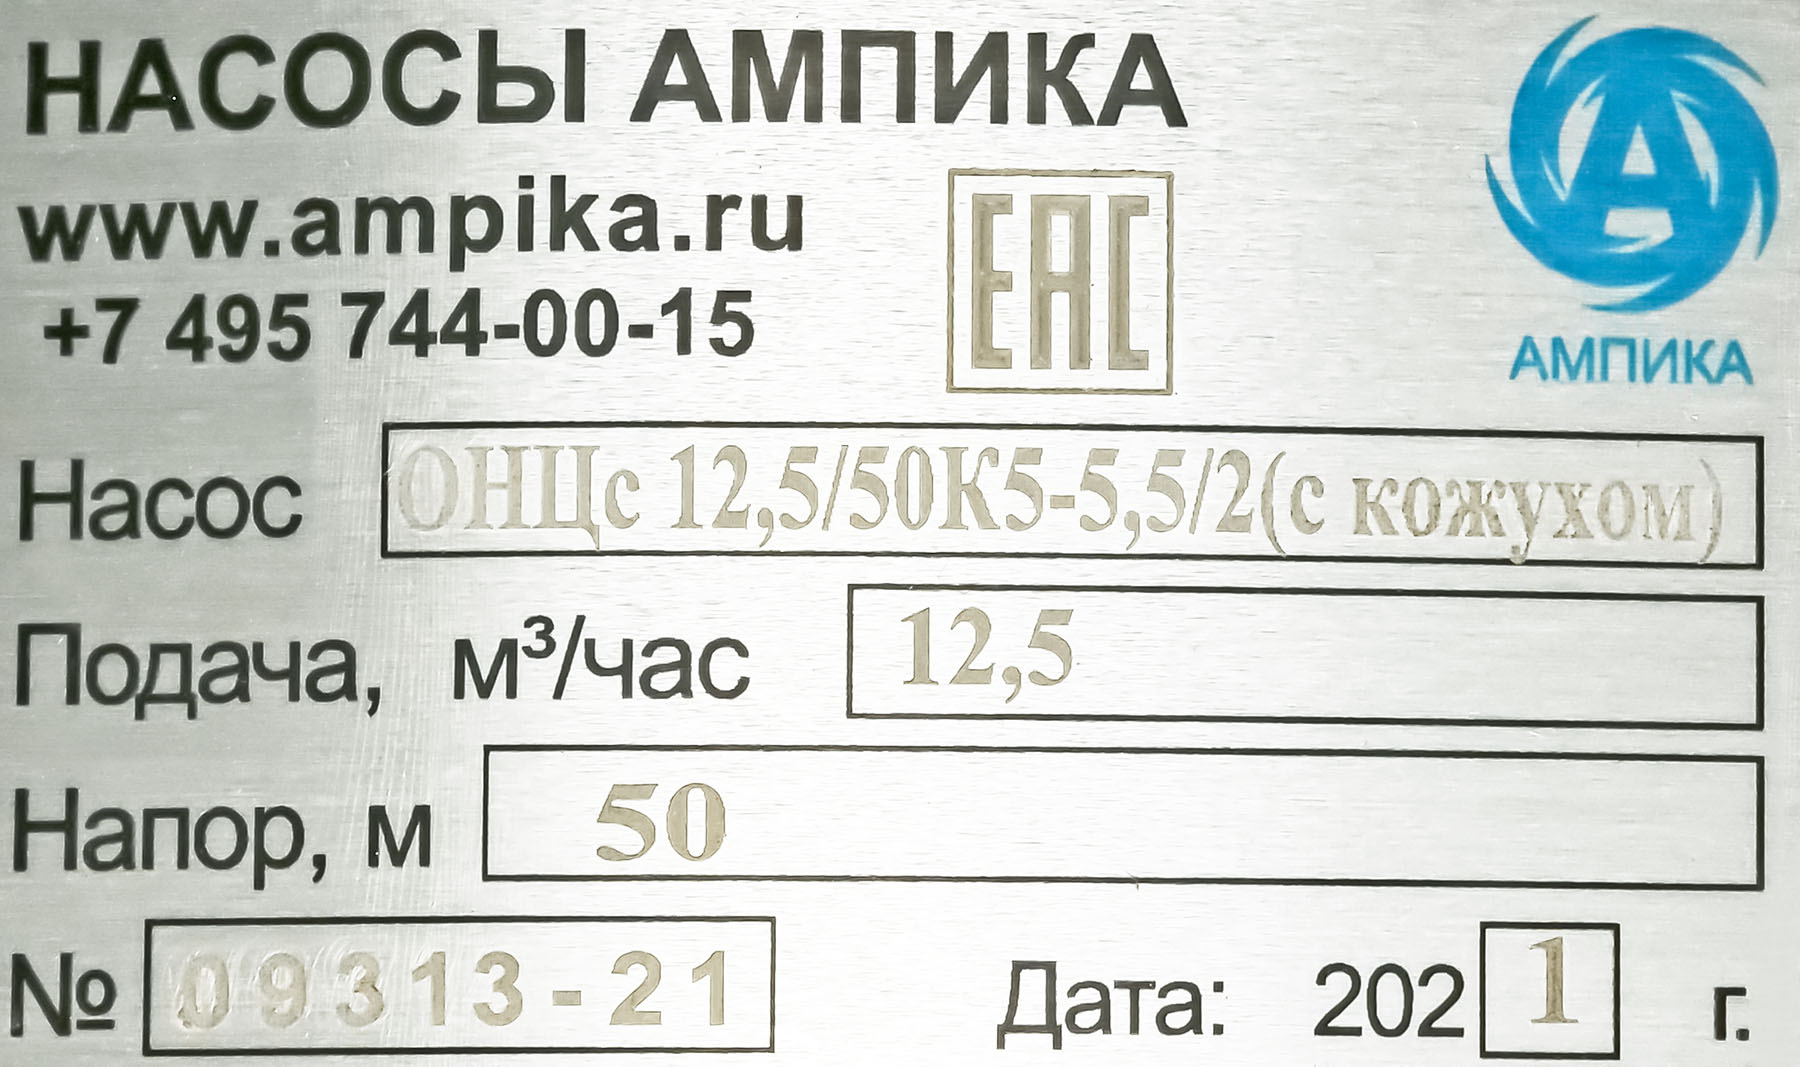 НАСОСЫ АМПИКА
www.ampika.ru
+7 495 744-00-15
EAC
АМПИКА
Насос ОНЦс 12,5/50К5-5,5/2(с кожухом)
Подача, м³/час 12,5
Напор, м 50
№ 09313-21 Дата: 2021 г.